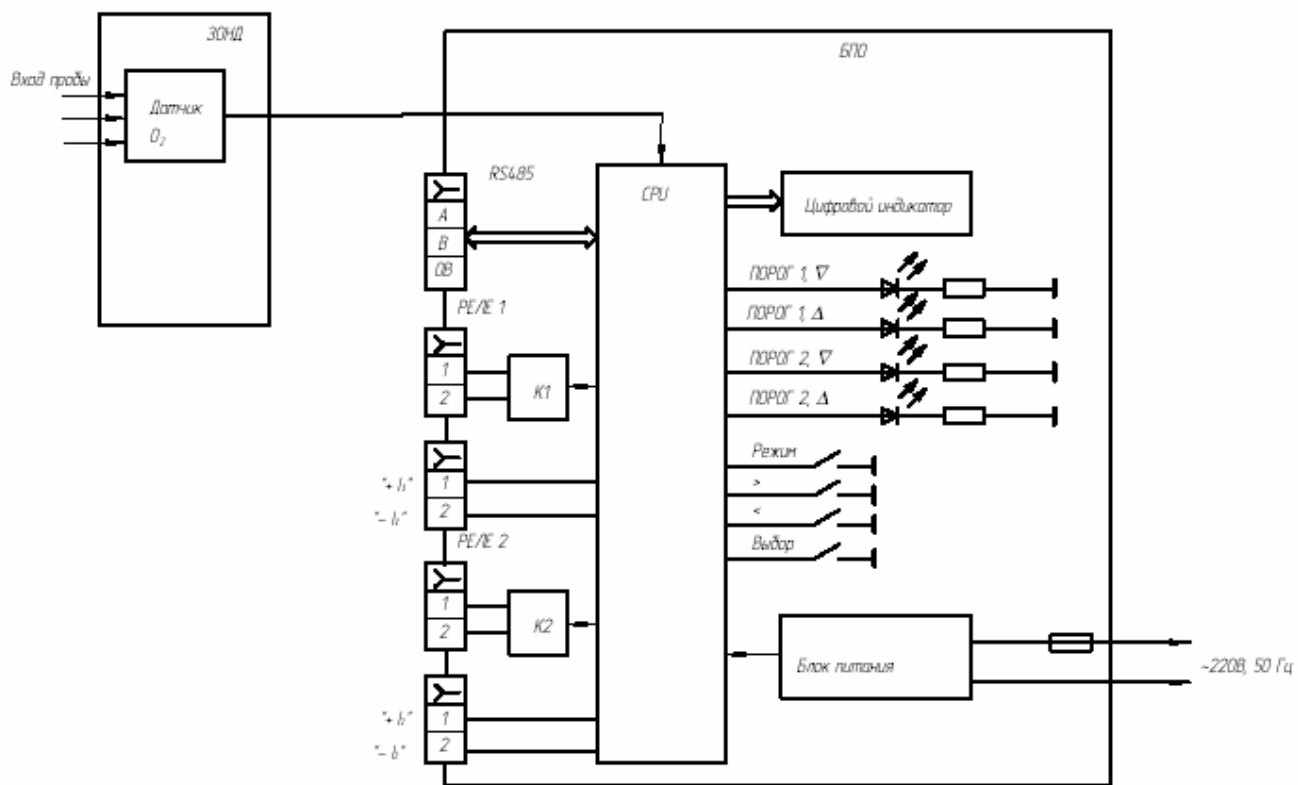 ЗОНД
БПО
Вход пробы
Датчик
O₂
RS485
CPU
Цифровой индикатор
A
B
0B
ПОРОГ 1, ∇
РЕЛЕ 1
ПОРОГ 1, Δ
1
2
K1
ПОРОГ 2, ∇
ПОРОГ 2, Δ
Режим
"+ I₁"
1
>
"– I₁"
2
<
РЕЛЕ 2
Выбор
1
2
K2
Блок питания
~220В, 50 Гц
"+ I₂"
1
"– I₂"
2